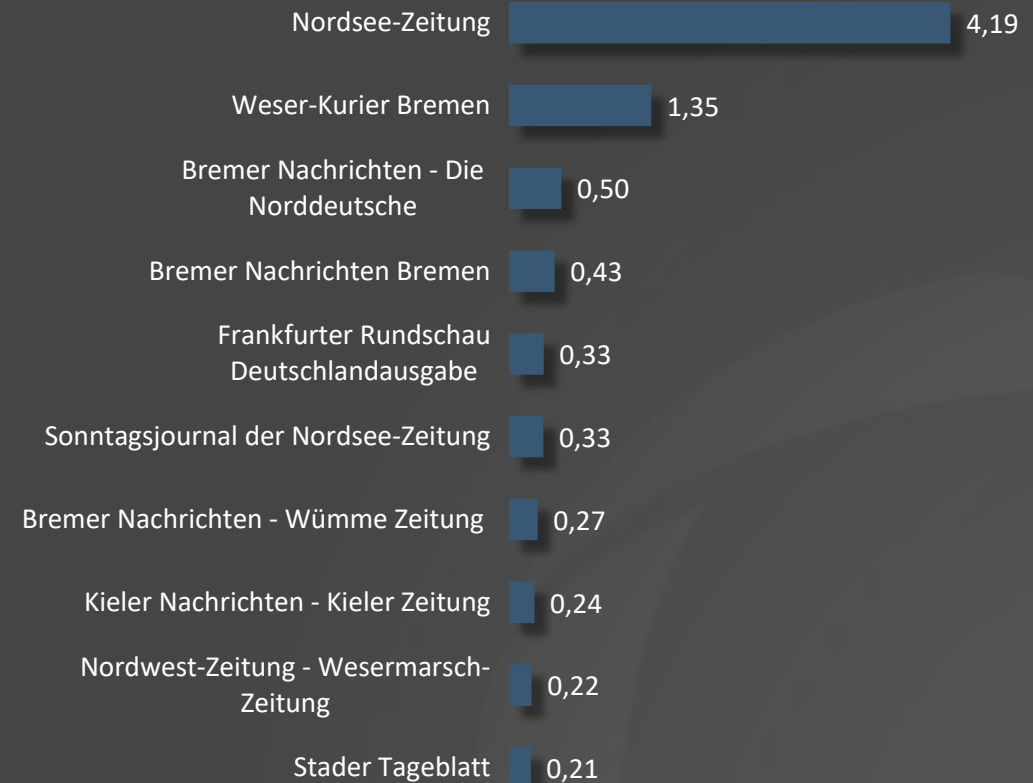 Nordsee-Zeitung 4,19
Weser-Kurier Bremen 1,35
Bremer Nachrichten - Die
Norddeutsche
0,50
Bremer Nachrichten Bremen 0,43
Frankfurter Rundschau
Deutschlandausgabe
0,33
Sonntagsjournal der Nordsee-Zeitung 0,33
Bremer Nachrichten - Wümme Zeitung 0,27
Kieler Nachrichten - Kieler Zeitung 0,24
Nordwest-Zeitung - Wesermarsch-
Zeitung
0,22
Stader Tageblatt 0,21